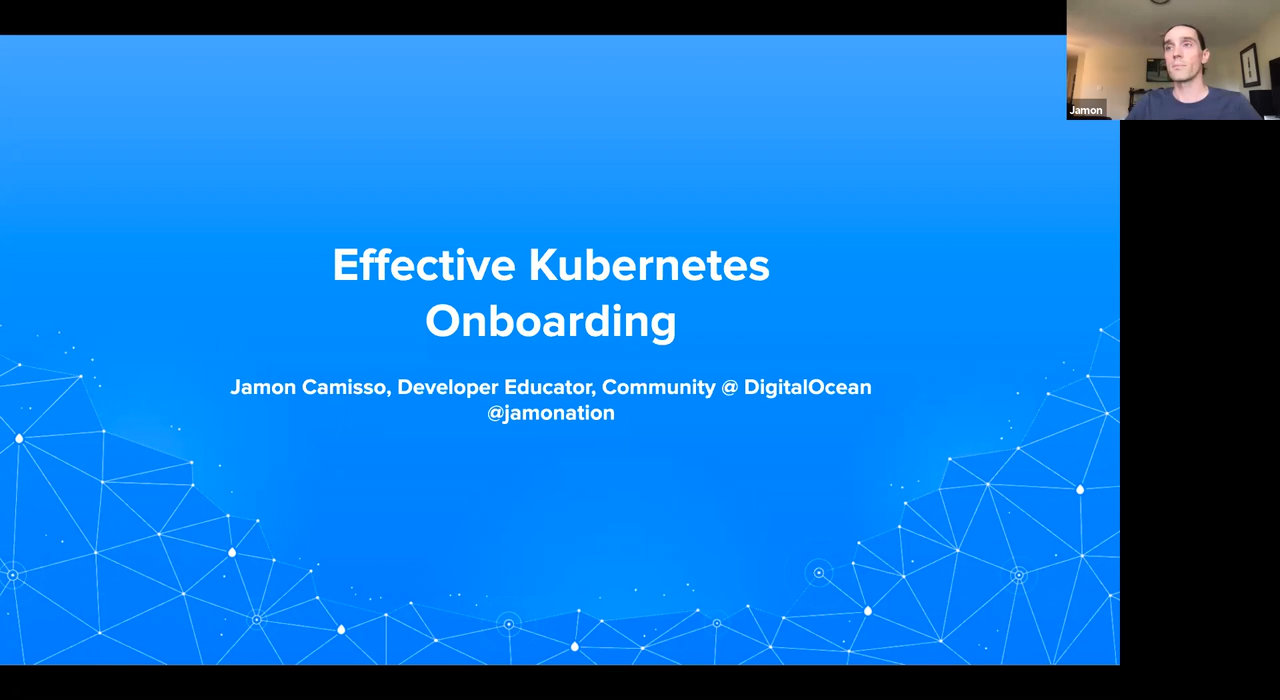 Jamon
Effective Kubernetes
Onboarding
Jamon Camisso, Developer Educator, Community @ DigitalOcean
@jamonation